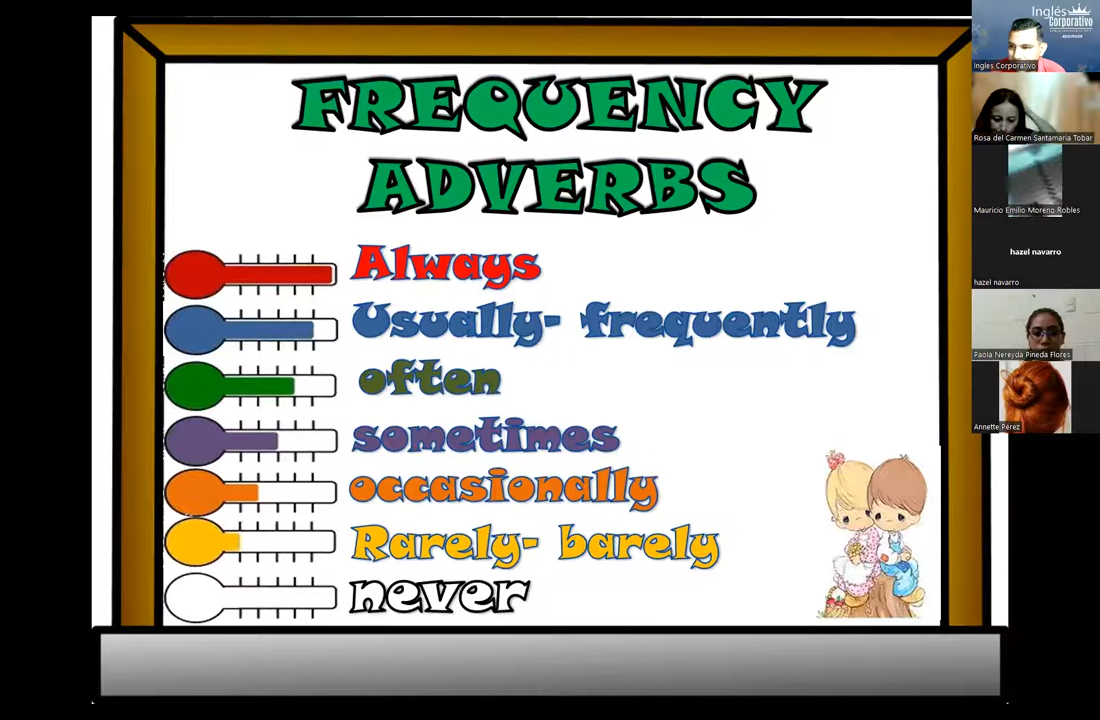 FREQUENCY
ADVERBS
Always
Usually- frequently
often
sometimes
occasionally
Rarely- barely
never
Inglés
Corporativo
BEGINNER
Ingles Corporativo
Rosa del Carmen Santamaria Tobar
Mauricio Emilio Moreno Robles
hazel navarro
hazel navarro
Paola Nereyda Pineda Flores
Annette Pérez